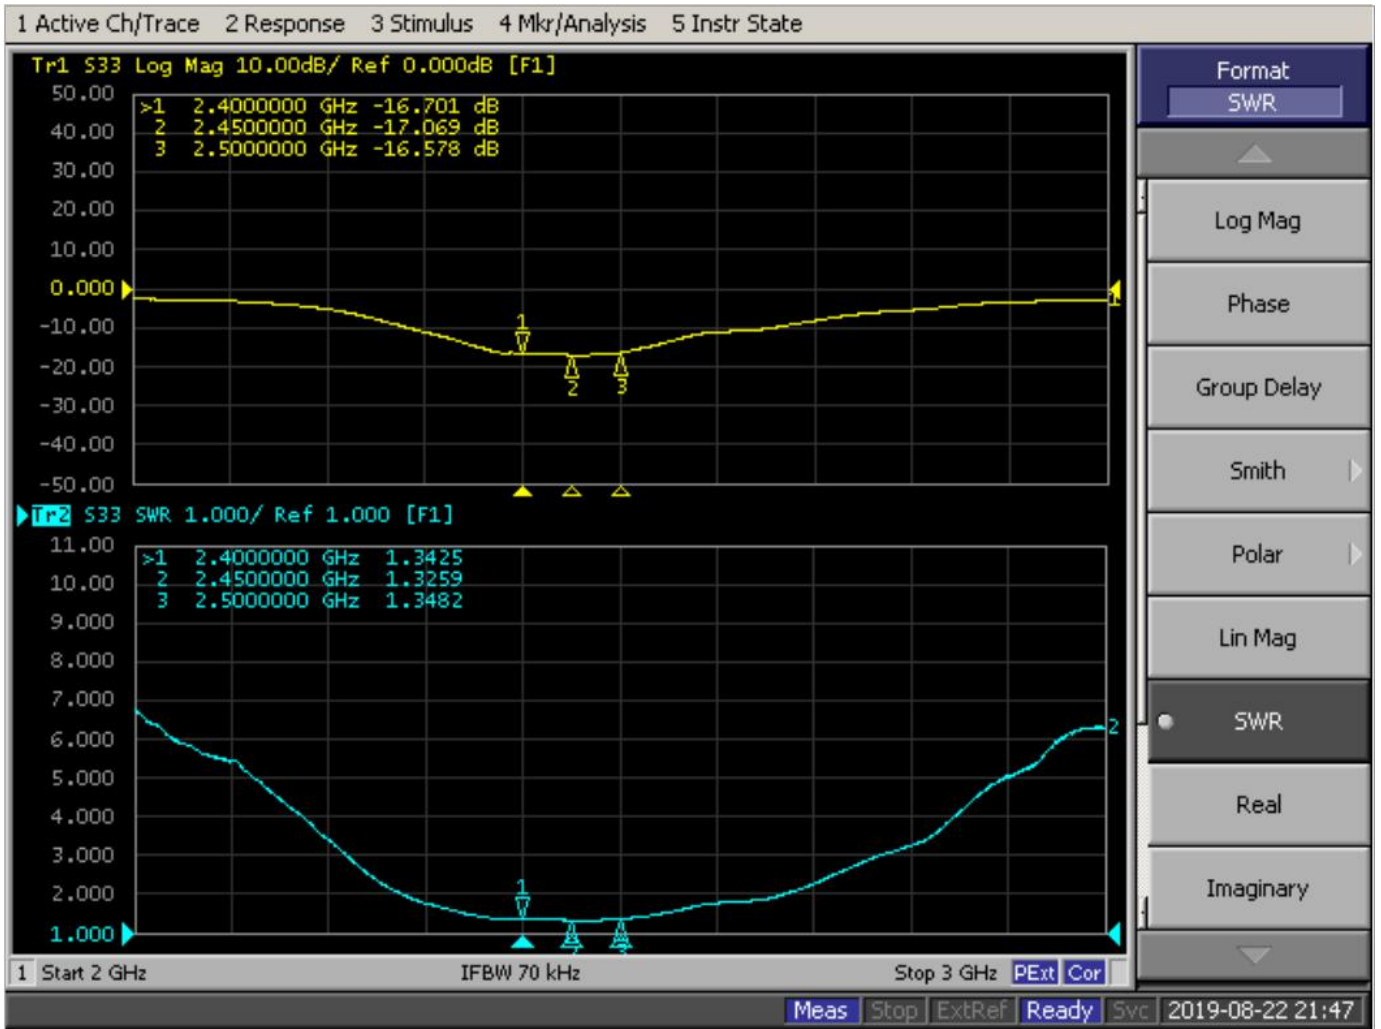 1 Active Ch/Trace 2 Response 3 Stimulus 4 Mkr/Analysis 5 Instr State
Tr1 S33 Log Mag 10.00dB/ Ref 0.000dB [F1]
50.00
>1 2.4000000 GHz -16.701 dB
2 2.4500000 GHz -17.069 dB
3 2.5000000 GHz -16.578 dB
40.00
30.00
20.00
10.00
0.000
1
-10.00
1
-20.00
2
3
-30.00
-40.00
-50.00
Tr2 S33 SWR 1.000/ Ref 1.000 [F1]
11.00
>1 2.4000000 GHz 1.3425
2 2.4500000 GHz 1.3259
3 2.5000000 GHz 1.3482
10.00
9.000
8.000
7.000
2
6.000
5.000
4.000
3.000
2.000
1
1.000
1 Start 2 GHz IFBW 70 kHz Stop 3 GHz PExt Cor
Format
SWR
Log Mag
Phase
Group Delay
Smith
Polar
Lin Mag
SWR
Real
Imaginary
Meas Stop ExtRef Ready Svc 2019-08-22 21:47